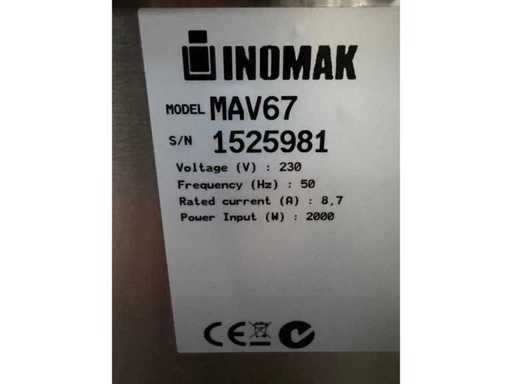 INOMAK
MODEL MAV67
S/N 1525981
Voltage (V) : 230
Frequency (Hz) : 50
Rated current (A) : 8,7
Power Input (W) : 2000
CE